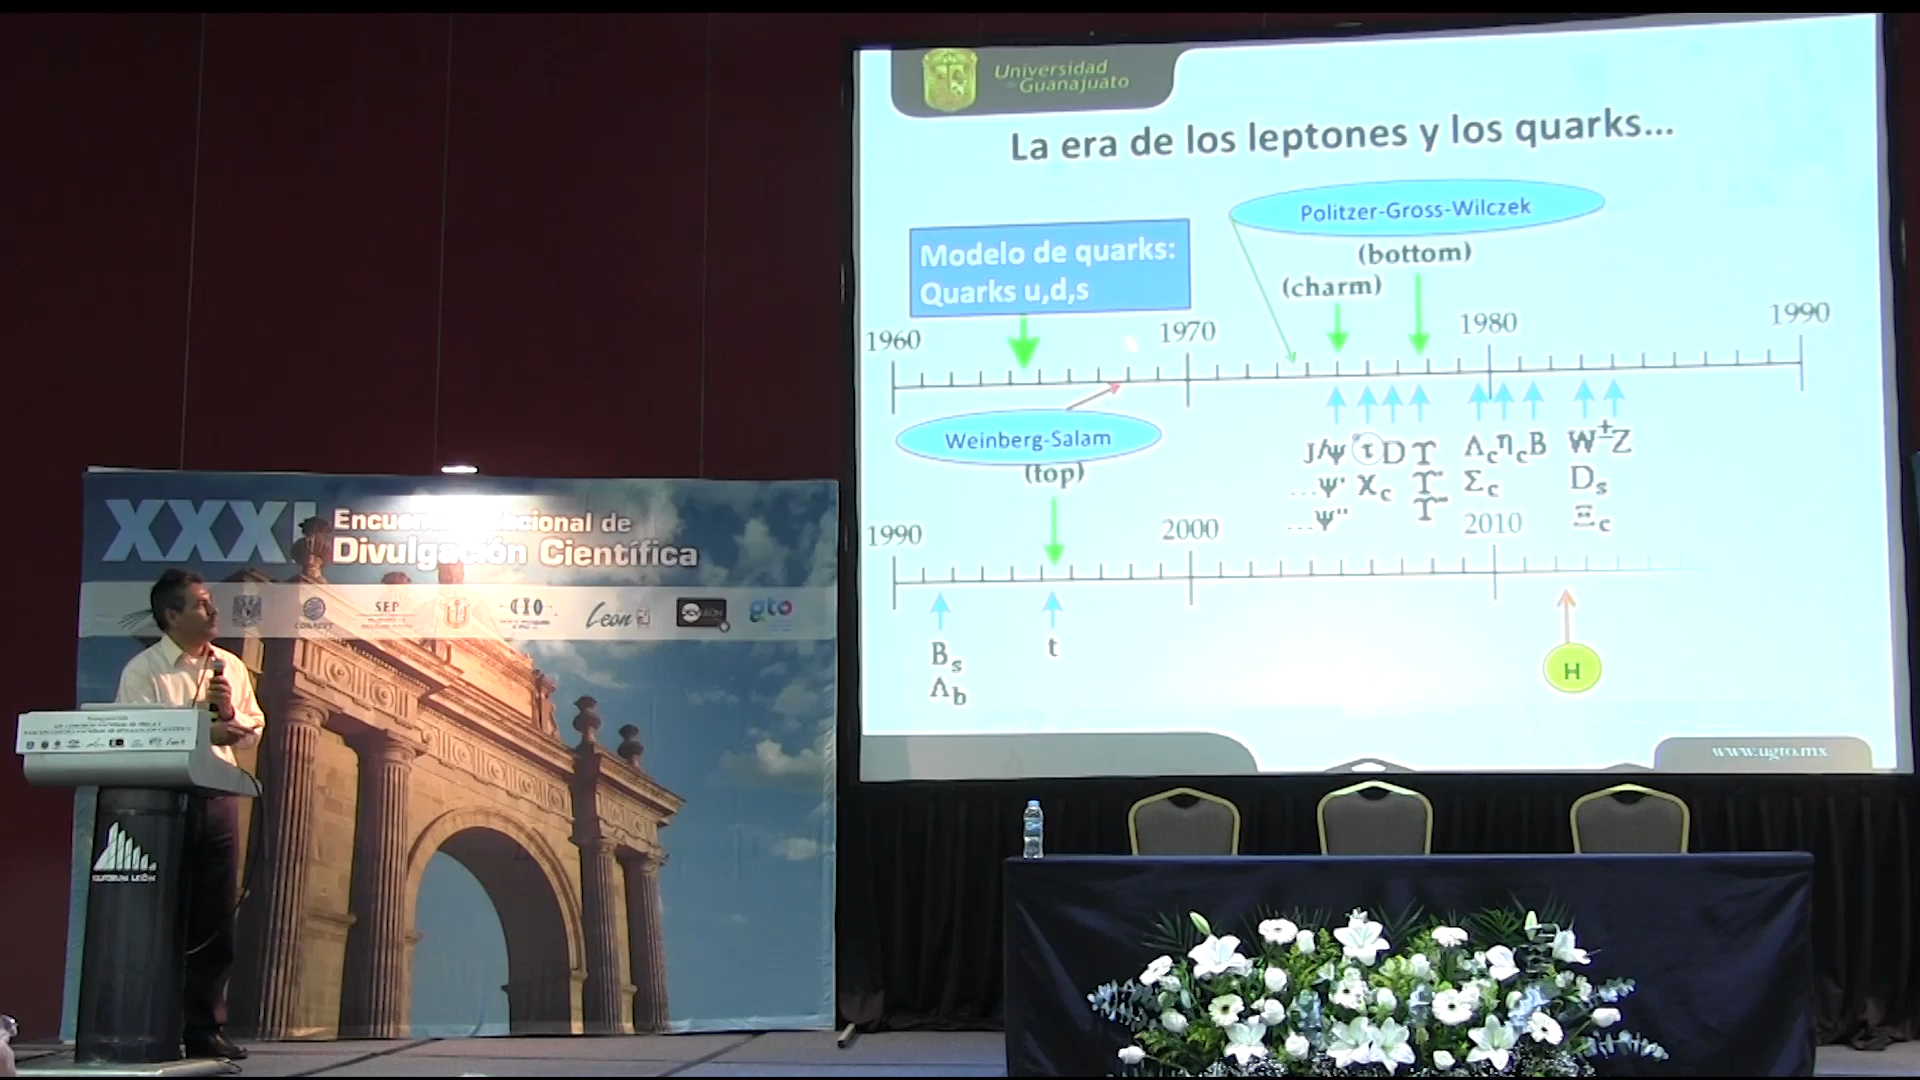 Universidad
de Guanajuato
La era de los leptones y los quarks...
Politzer-Gross-Wilczek
(bottom)
(charm)
Modelo de quarks:
Quarks u,d,s
1960
1970
1980
1990
Weinberg-Salam
(top)
J/ψ τ D Υ Λc ηc B W± Z
...ψ' χc Υ' Σc Ds
...ψ'' Υ'' Ξc
1990
2000
2010
Bs
Λb
t
H
www.ugto.mx
XXXI
Encuentro Nacional de
Divulgación Científica
CONACYT
SEP
CIO
León
gto
POLIFORUM LEÓN